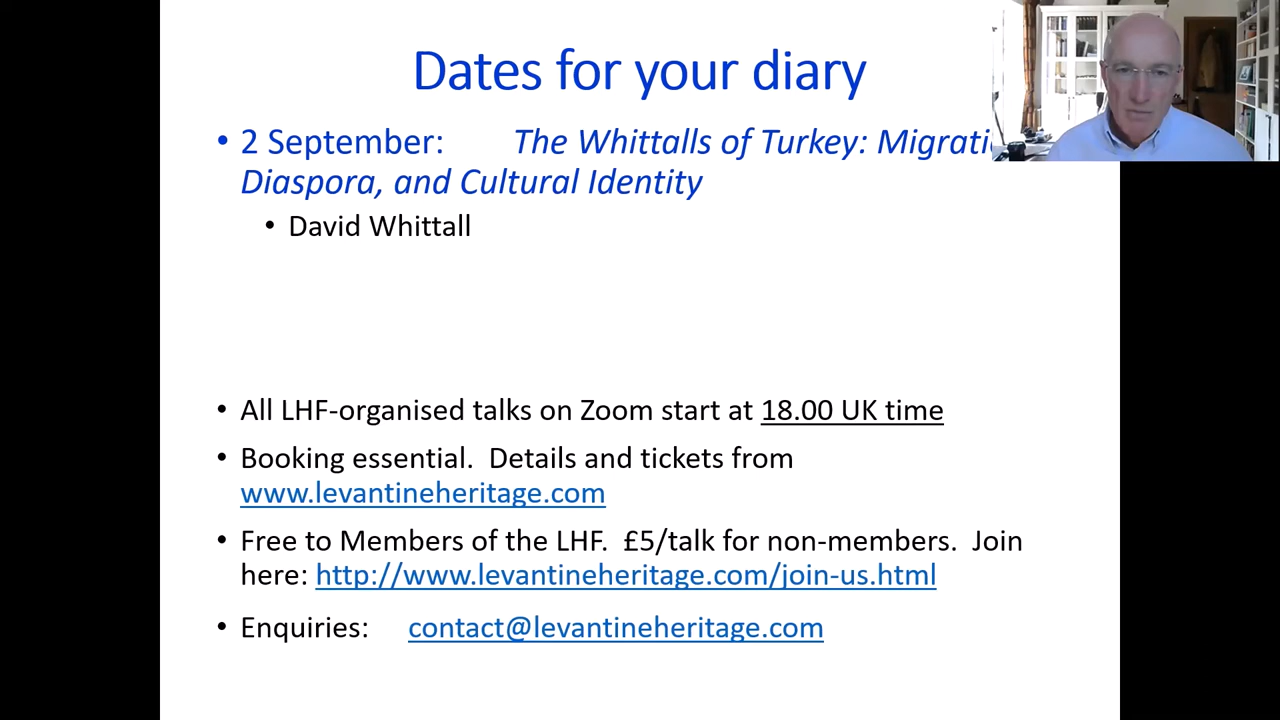 Dates for your diary
• 2 September: The Whittalls of Turkey:
Diaspora, and Cultural Identity
• David Whittall
• All LHF-organised talks on Zoom start at 18.00 UK time
• Booking essential. Details and tickets from
www.levantineheritage.com
• Free to Members of the LHF. £5/talk for non-members. Join
here: http://www.levantineheritage.com/join-us.html
• Enquiries: contact@levantineheritage.com